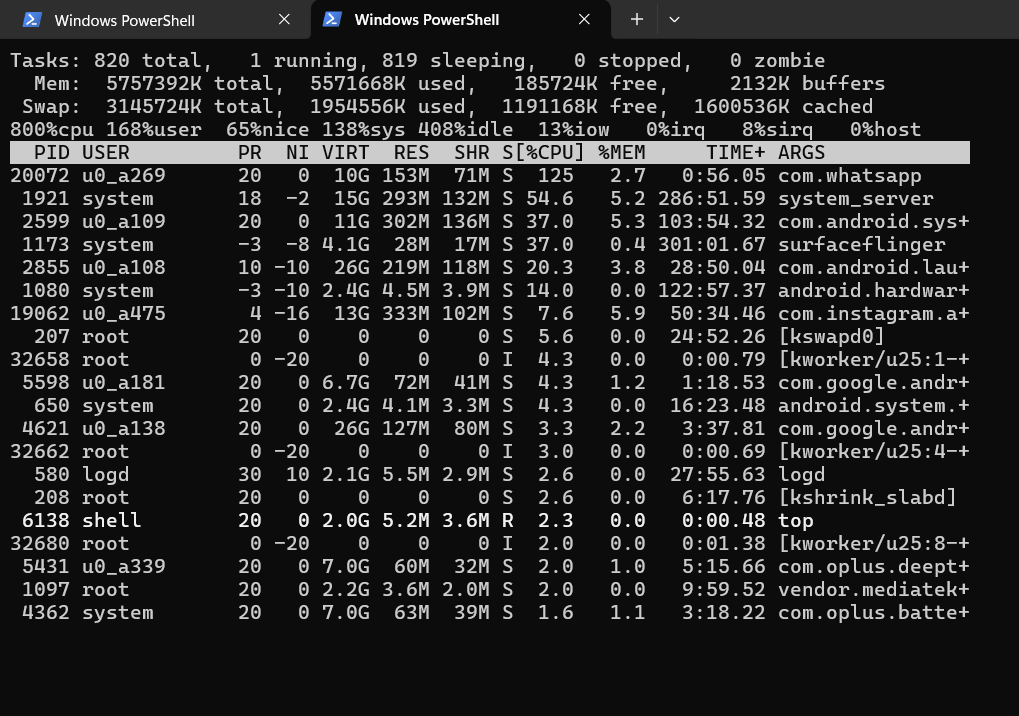 Windows PowerShell
Windows PowerShell
Tasks: 820 total,   1 running, 819 sleeping,   0 stopped,   0 zombie
  Mem:  5757392K total,  5571668K used,   185724K free,     2132K buffers
 Swap:  3145724K total,  1954556K used,  1191168K free,  1600536K cached
800%cpu 168%user  65%nice 138%sys 408%idle  13%iow   0%irq   8%sirq   0%host
  PID USER         PR  NI VIRT  RES  SHR S[%CPU] %MEM     TIME+ ARGS
20072 u0_a269      20   0  10G 153M  71M S  125   2.7   0:56.05 com.whatsapp
 1921 system       18  -2  15G 293M 132M S 54.6   5.2 286:51.59 system_server
 2599 u0_a109      20   0  11G 302M 136M S 37.0   5.3 103:54.32 com.android.sys+
 1173 system       -3  -8 4.1G  28M  17M S 37.0   0.4 301:01.67 surfaceflinger
 2855 u0_a108      10 -10  26G 219M 118M S 20.3   3.8  28:50.04 com.android.lau+
 1080 system       -3 -10 2.4G 4.5M 3.9M S 14.0   0.0 122:57.37 android.hardwar+
19062 u0_a475       4 -16  13G 333M 102M S  7.6   5.9  50:34.46 com.instagram.a+
  207 root         20   0    0    0    0 S  5.6   0.0  24:52.26 [kswapd0]
32658 root          0 -20    0    0    0 I  4.3   0.0   0:00.79 [kworker/u25:1-+
 5598 u0_a181      20   0 6.7G  72M  41M S  4.3   1.2   1:18.53 com.google.andr+
  650 system       20   0 2.4G 4.1M 3.3M S  4.3   0.0  16:23.48 android.system.+
 4621 u0_a138      20   0  26G 127M  80M S  3.3   2.2   3:37.81 com.google.andr+
32662 root          0 -20    0    0    0 I  3.0   0.0   0:00.69 [kworker/u25:4-+
  580 logd         30  10 2.1G 5.5M 2.9M S  2.6   0.0  27:55.63 logd
  208 root         20   0    0    0    0 S  2.6   0.0   6:17.76 [kshrink_slabd]
 6138 shell        20   0 2.0G 5.2M 3.6M R  2.3   0.0   0:00.48 top
32680 root          0 -20    0    0    0 I  2.0   0.0   0:01.38 [kworker/u25:8-+
 5431 u0_a339      20   0 7.0G  60M  32M S  2.0   1.0   5:15.66 com.oplus.deept+
 1097 root         20   0 2.2G 3.6M 2.0M S  2.0   0.0   9:59.52 vendor.mediatek+
 4362 system       20   0 7.0G  63M  39M S  1.6   1.1   3:18.22 com.oplus.batte+